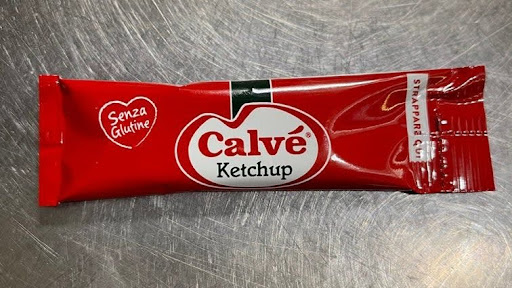 Senza
Glutine
Calvé®
Ketchup
STRAPPARE QUI